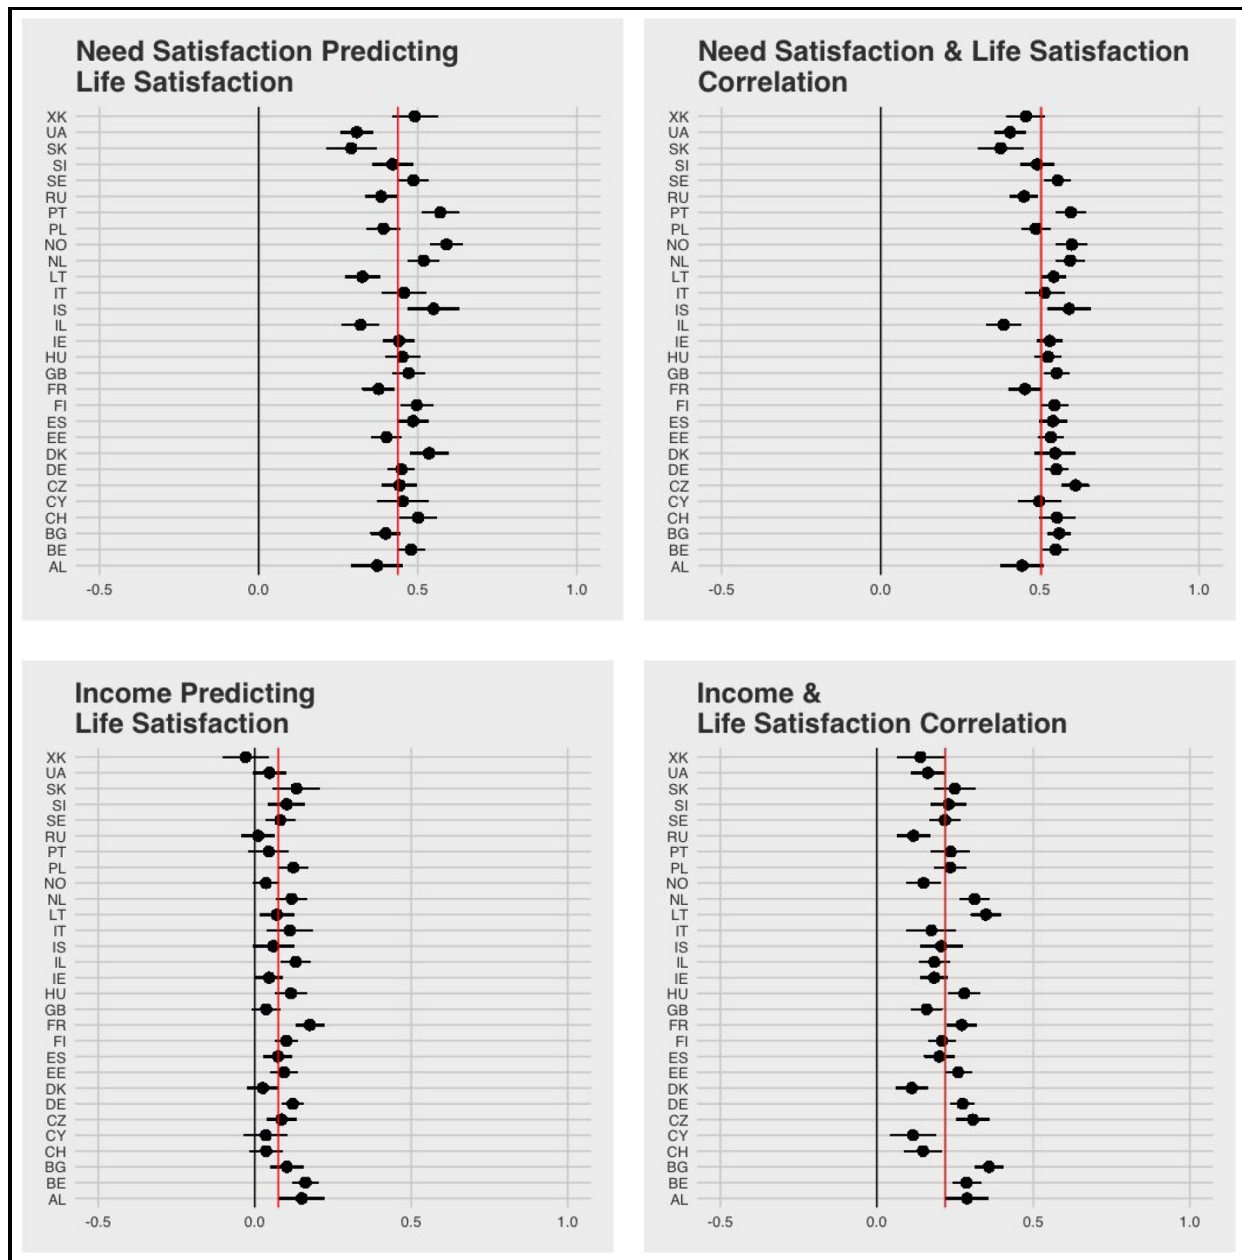 Need Satisfaction Predicting
Life Satisfaction
XK
UA
SK
SI
SE
RU
PT
PL
NO
NL
LT
IT
IS
IL
IE
HU
GB
FR
FI
ES
EE
DK
DE
CZ
CY
CH
BG
BE
AL
-0.5 0.0 0.5 1.0
Need Satisfaction & Life Satisfaction
Correlation
XK
UA
SK
SI
SE
RU
PT
PL
NO
NL
LT
IT
IS
IL
IE
HU
GB
FR
FI
ES
EE
DK
DE
CZ
CY
CH
BG
BE
AL
-0.5 0.0 0.5 1.0
Income Predicting
Life Satisfaction
XK
UA
SK
SI
SE
RU
PT
PL
NO
NL
LT
IT
IS
IL
IE
HU
GB
FR
FI
ES
EE
DK
DE
CZ
CY
CH
BG
BE
AL
-0.5 0.0 0.5 1.0
Income &
Life Satisfaction Correlation
XK
UA
SK
SI
SE
RU
PT
PL
NO
NL
LT
IT
IS
IL
IE
HU
GB
FR
FI
ES
EE
DK
DE
CZ
CY
CH
BG
BE
AL
-0.5 0.0 0.5 1.0